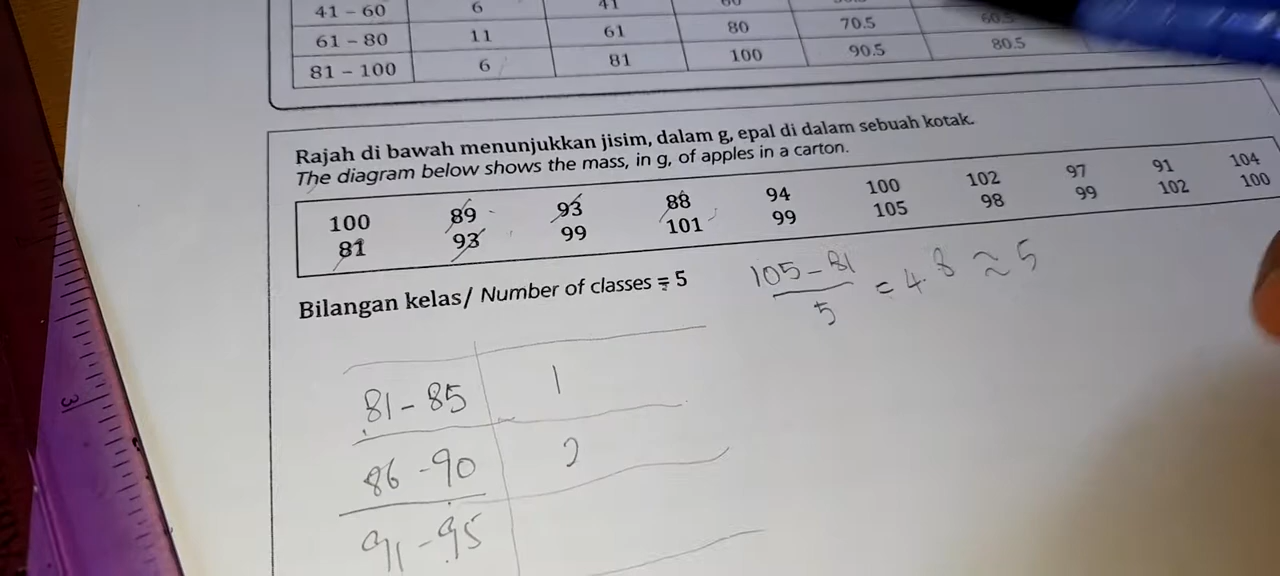 41 – 60 6 41 60
61 – 80 11 61 80 70.5 60.5
81 – 100 6 81 100 90.5 80.5
Rajah di bawah menunjukkan jisim, dalam g, epal di dalam sebuah kotak.
The diagram below shows the mass, in g, of apples in a carton.
100 89 93 88 94 100 102 97 91 104
81 93 99 101 99 105 98 99 102 100
Bilangan kelas/ Number of classes = 5
105 – 81
5
= 4.8 ≈ 5
81 – 85 1
86 – 90 2
91 – 95
3